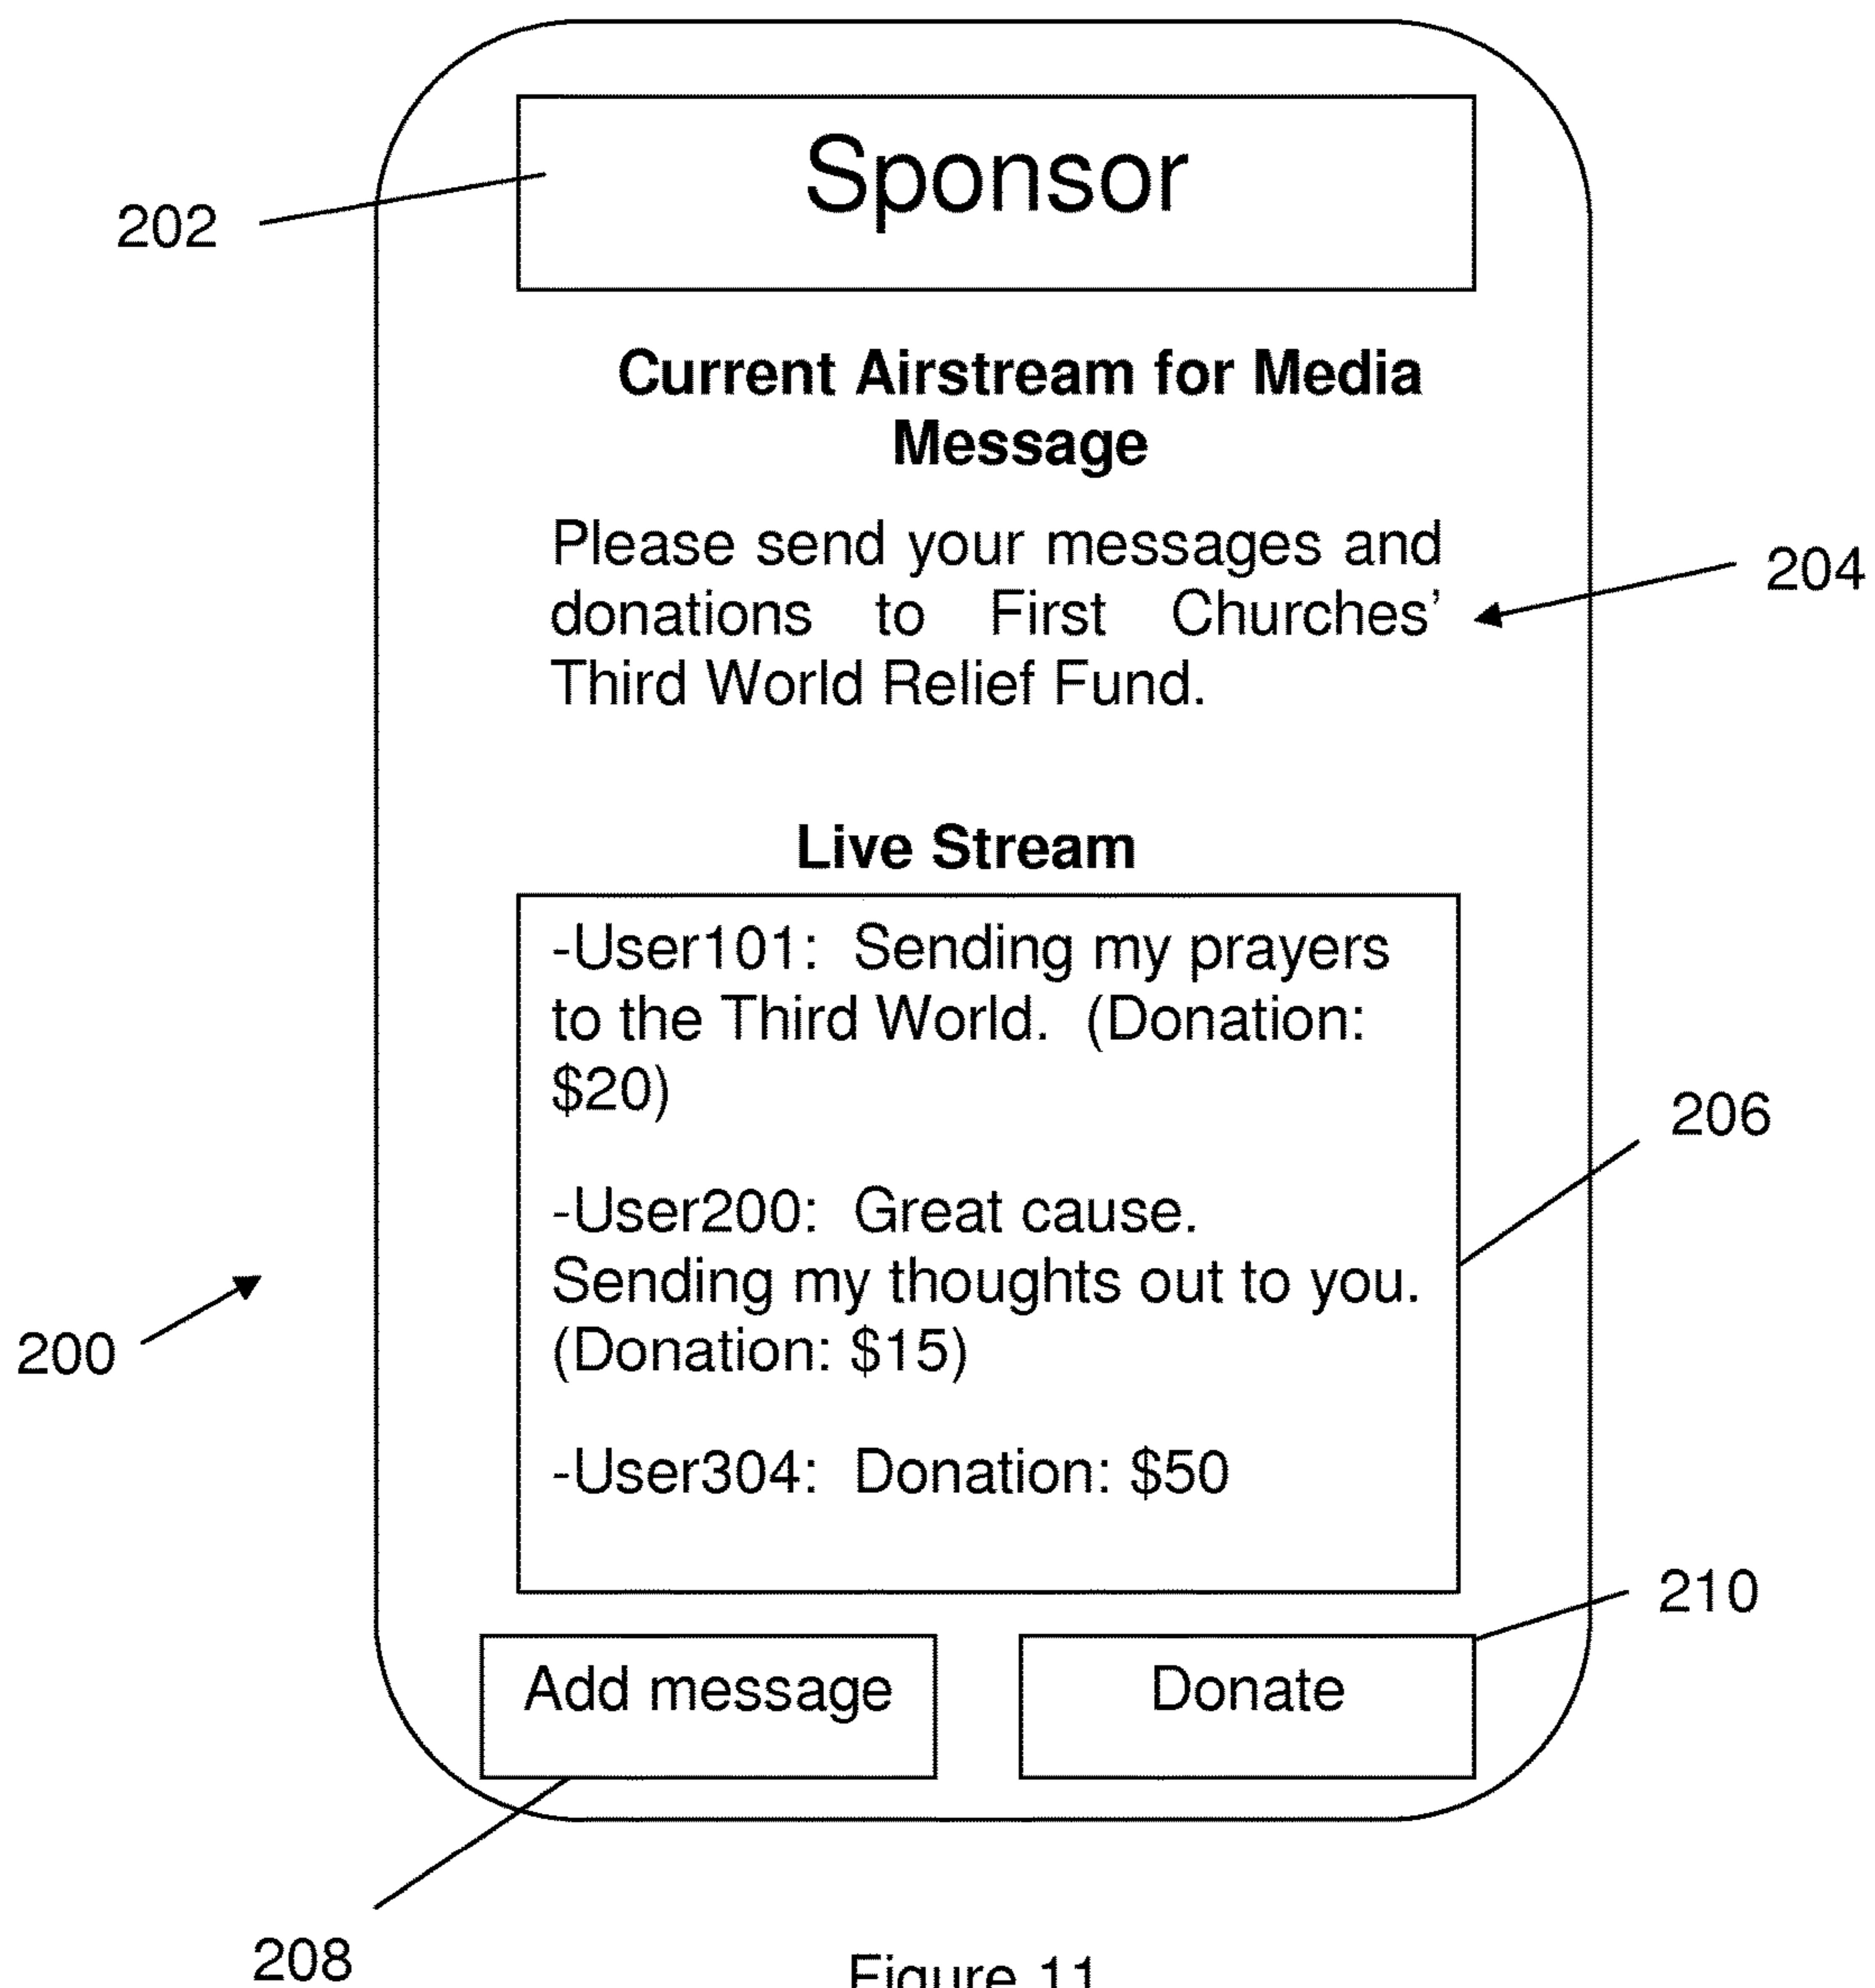 Sponsor
202
Current Airstream for Media
Message
Please send your messages and
donations to First Churches’
Third World Relief Fund.
204
Live Stream
-User101: Sending my prayers
to the Third World. (Donation:
$20)
206
-User200: Great cause.
Sending my thoughts out to you.
(Donation: $15)
200
-User304: Donation: $50
210
Add message
Donate
208
Figure 11